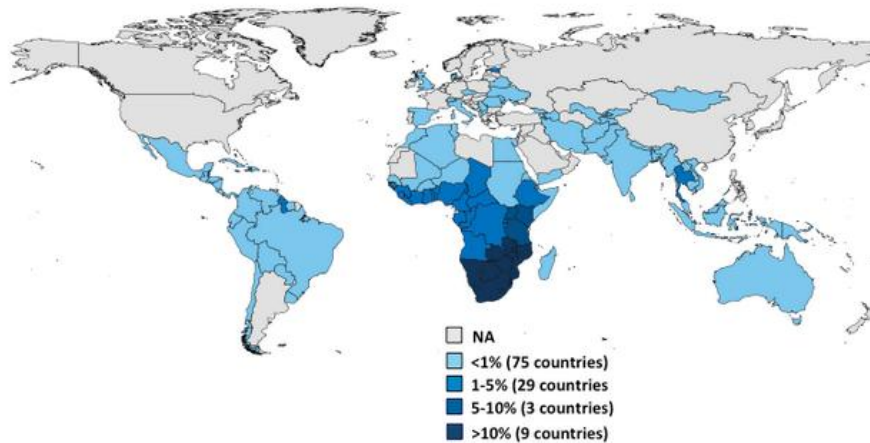 NA
<1% (75 countries)
1-5% (29 countries
5-10% (3 countries)
>10% (9 countries)